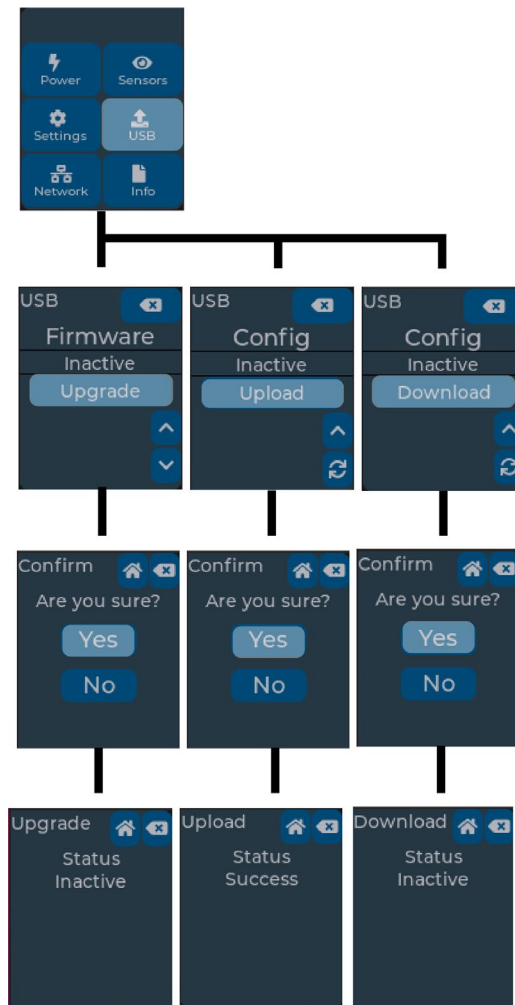 Power
Sensors
Settings
USB
Network
Info
USB
Firmware
Inactive
Upgrade
USB
Config
Inactive
Upload
USB
Config
Inactive
Download
Confirm
Are you sure?
Yes
No
Confirm
Are you sure?
Yes
No
Confirm
Are you sure?
Yes
No
Upgrade
Status
Inactive
Upload
Status
Success
Download
Status
Inactive